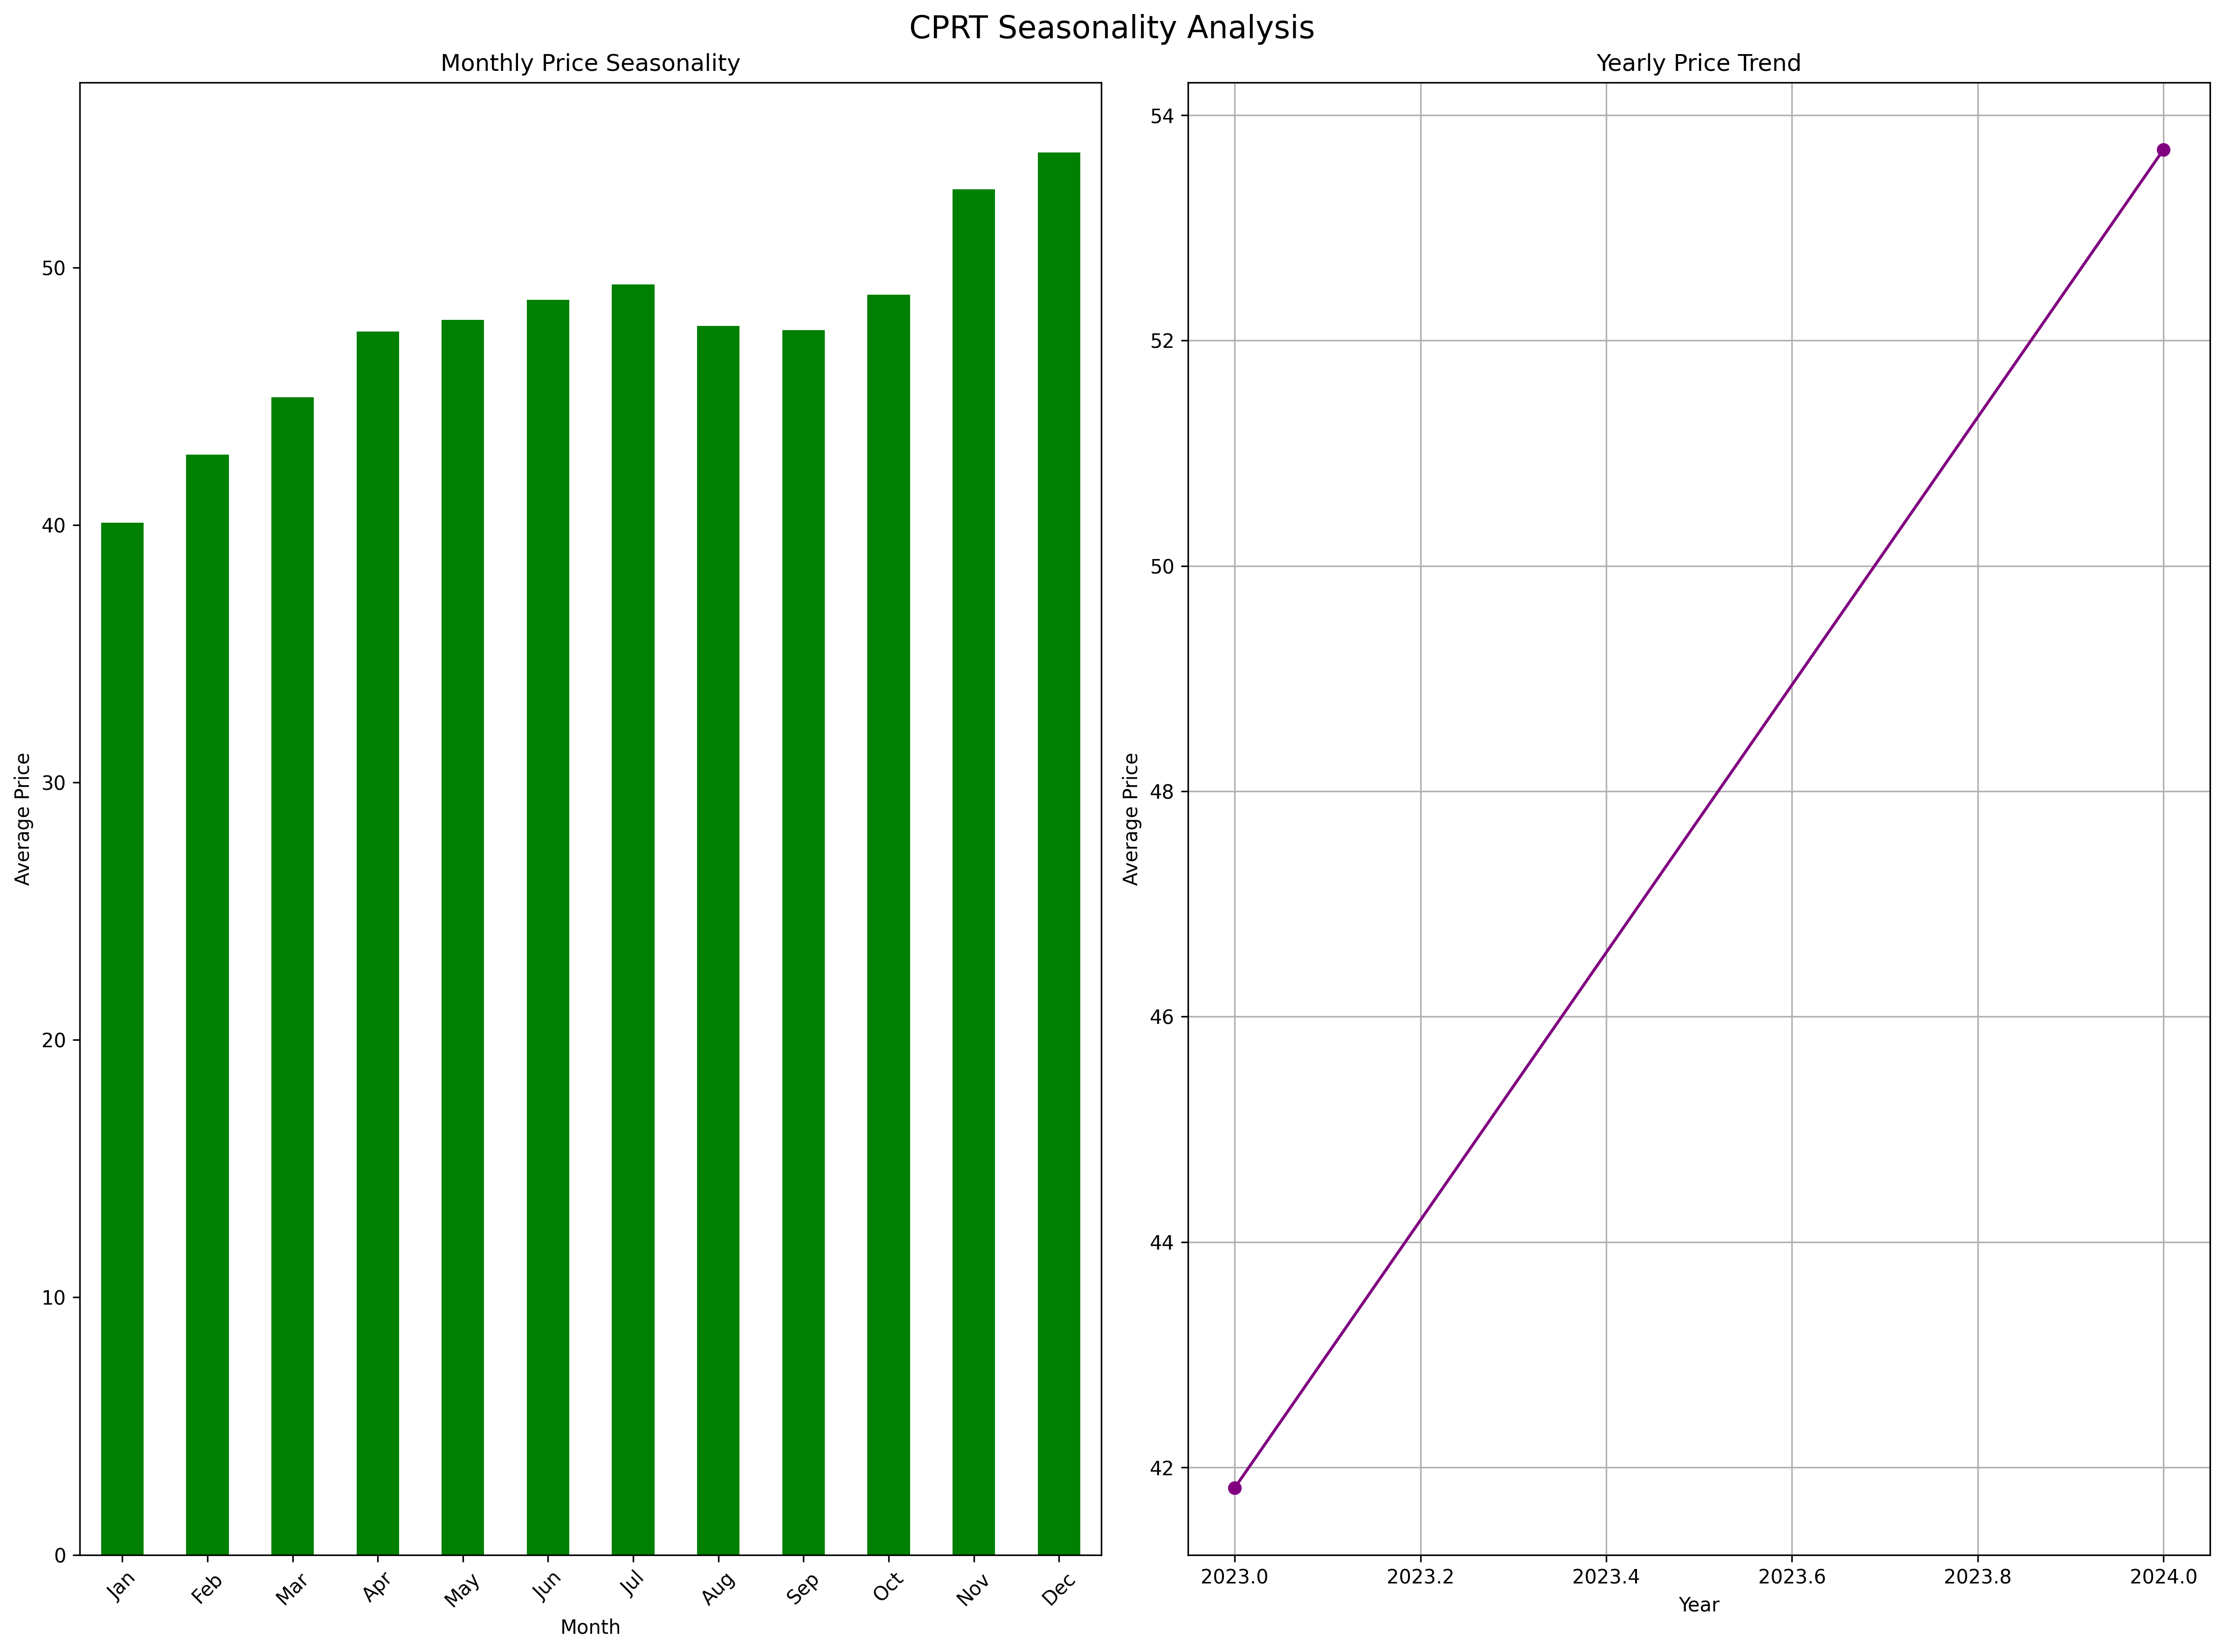 CPRT Seasonality Analysis
Monthly Price Seasonality
Average Price
50
40
30
20
10
0
Jan
Feb
Mar
Apr
May
Jun
Jul
Aug
Sep
Oct
Nov
Dec
Month
Yearly Price Trend
Average Price
54
52
50
48
46
44
42
2023.0
2023.2
2023.4
2023.6
2023.8
2024.0
Year